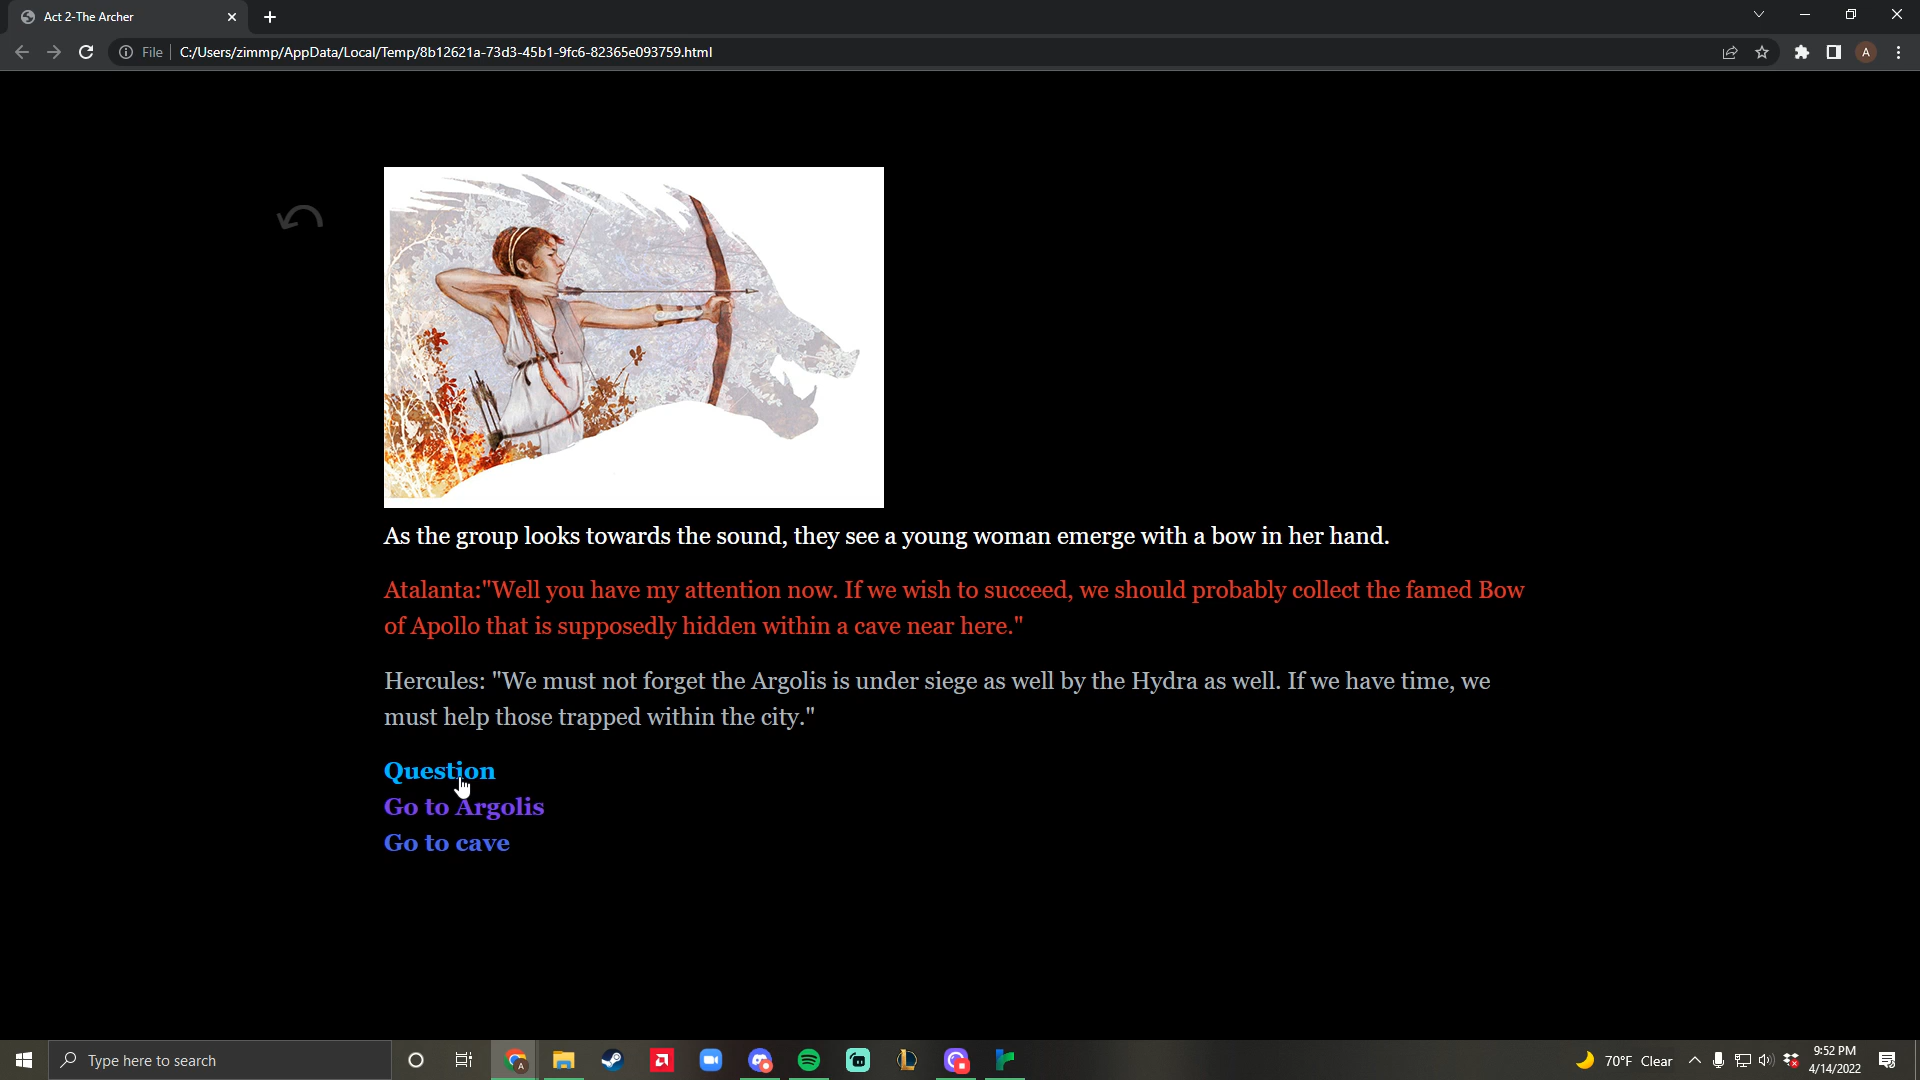 Act 2-The Archer
File
C:/Users/zimmp/AppData/Local/Temp/8b12621a-73d3-45b1-9fc6-82365e093759.html
A
As the group looks towards the sound, they see a young woman emerge with a bow in her hand.
Atalanta:"Well you have my attention now. If we wish to succeed, we should probably collect the famed Bow
of Apollo that is supposedly hidden within a cave near here."
Hercules: "We must not forget the Argolis is under siege as well by the Hydra as well. If we have time, we
must help those trapped within the city."
Question
Go to Argolis
Go to cave
Type here to search
70°F Clear
9:52 PM
4/14/2022